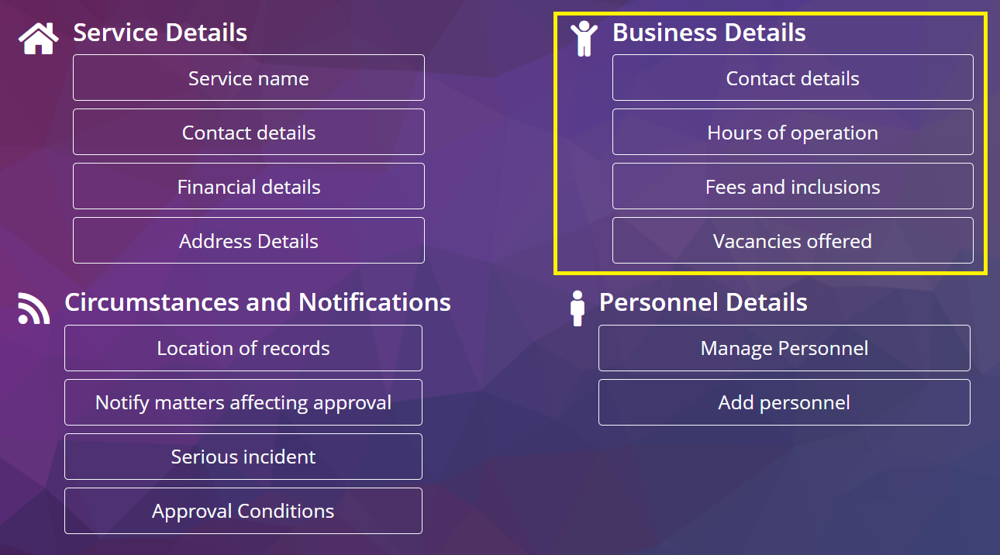 Service Details
Service name
Contact details
Financial details
Address Details
Business Details
Contact details
Hours of operation
Fees and inclusions
Vacancies offered
Circumstances and Notifications
Location of records
Notify matters affecting approval
Serious incident
Approval Conditions
Personnel Details
Manage Personnel
Add personnel